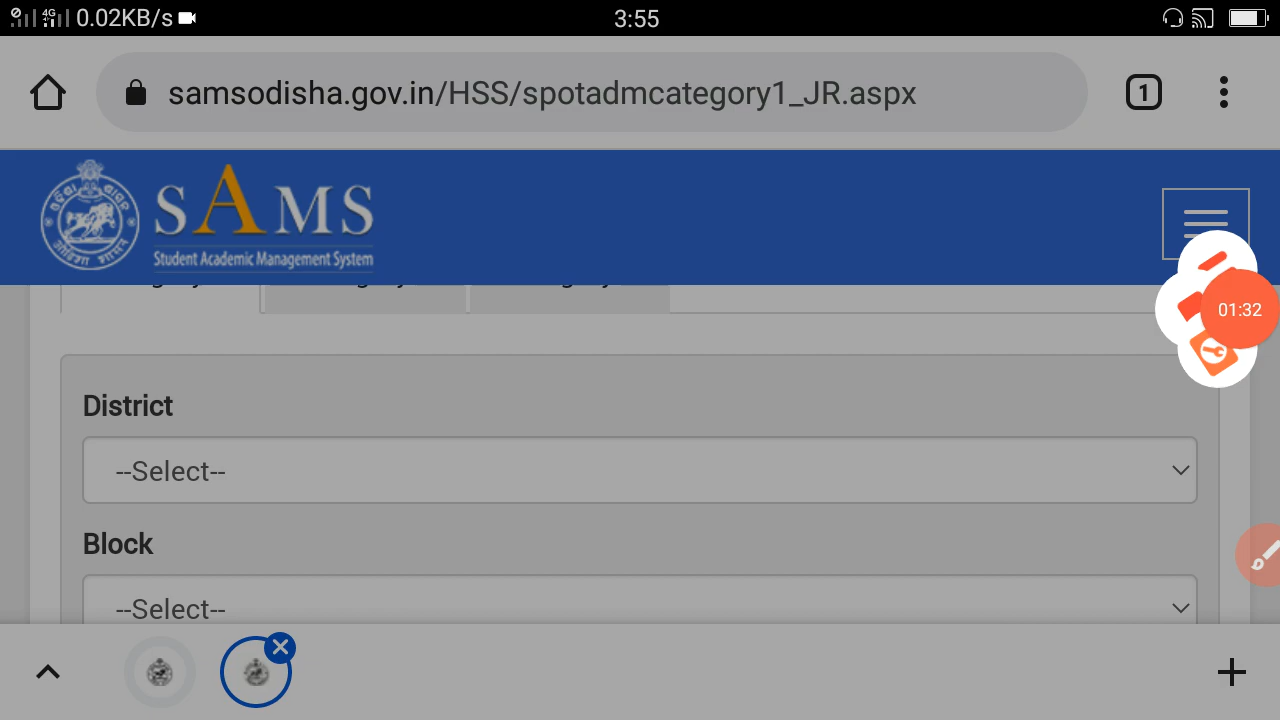 4G 0.02KB/s 3:55
samsodisha.gov.in/HSS/spotadmcategory1_JR.aspx
1
SAMS
Student Academic Management System
01:32
District
--Select--
Block
--Select--